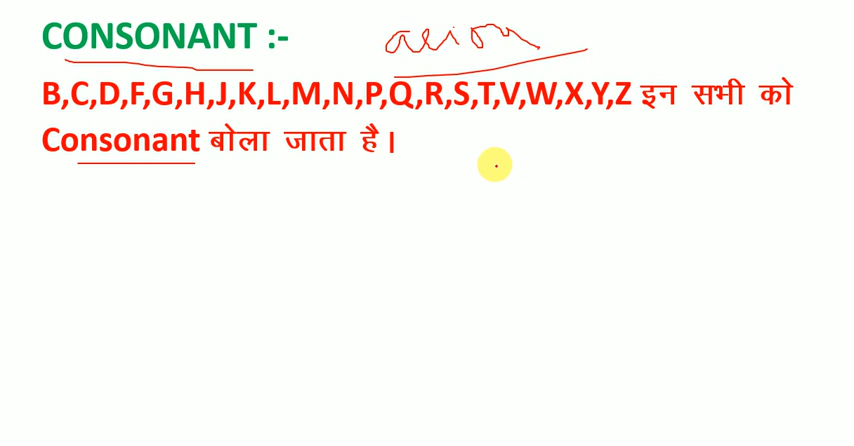 CONSONANT :-
B,C,D,F,G,H,J,K,L,M,N,P,Q,R,S,T,V,W,X,Y,Z इन सभी को
Consonant बोला जाता है।